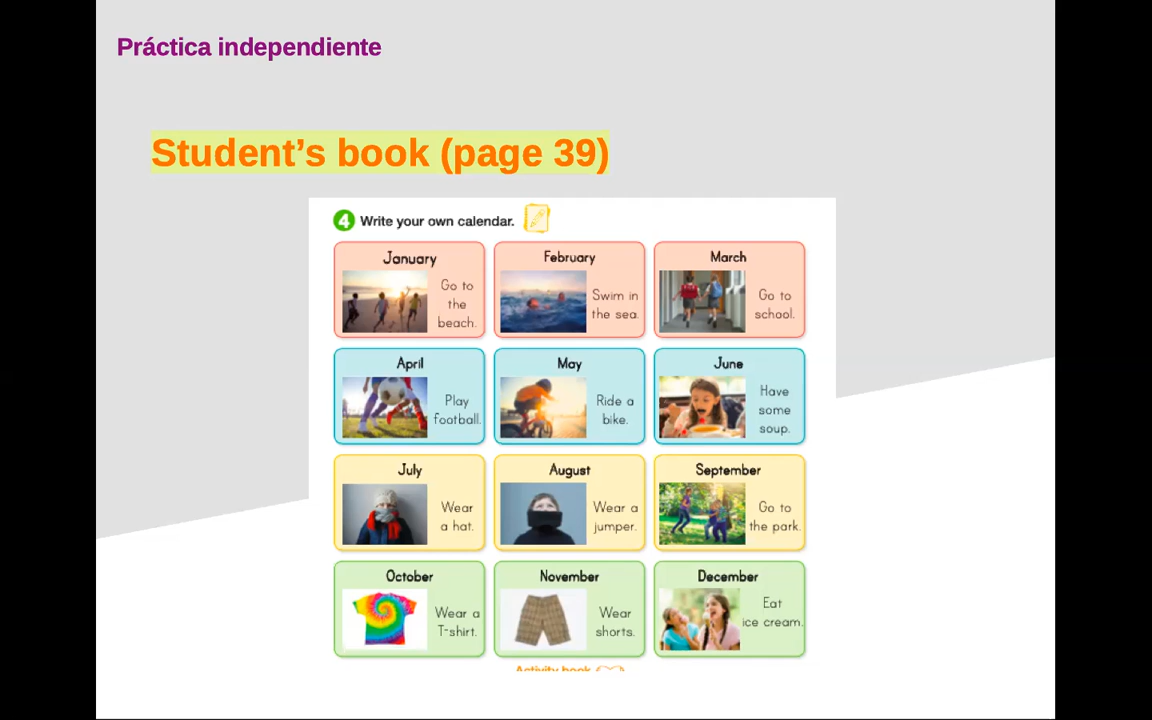 Práctica independiente
Student’s book (page 39)
4 Write your own calendar.
January
Go to
the
beach.
February
Swim in
the sea.
March
Go to
school.
April
Play
football.
May
Ride a
bike.
June
Have
some
soup.
July
Wear
a hat.
August
Wear a
jumper.
September
Go to
the park.
October
Wear a
T-shirt.
November
Wear
shorts.
December
Eat
ice cream.
Activity book